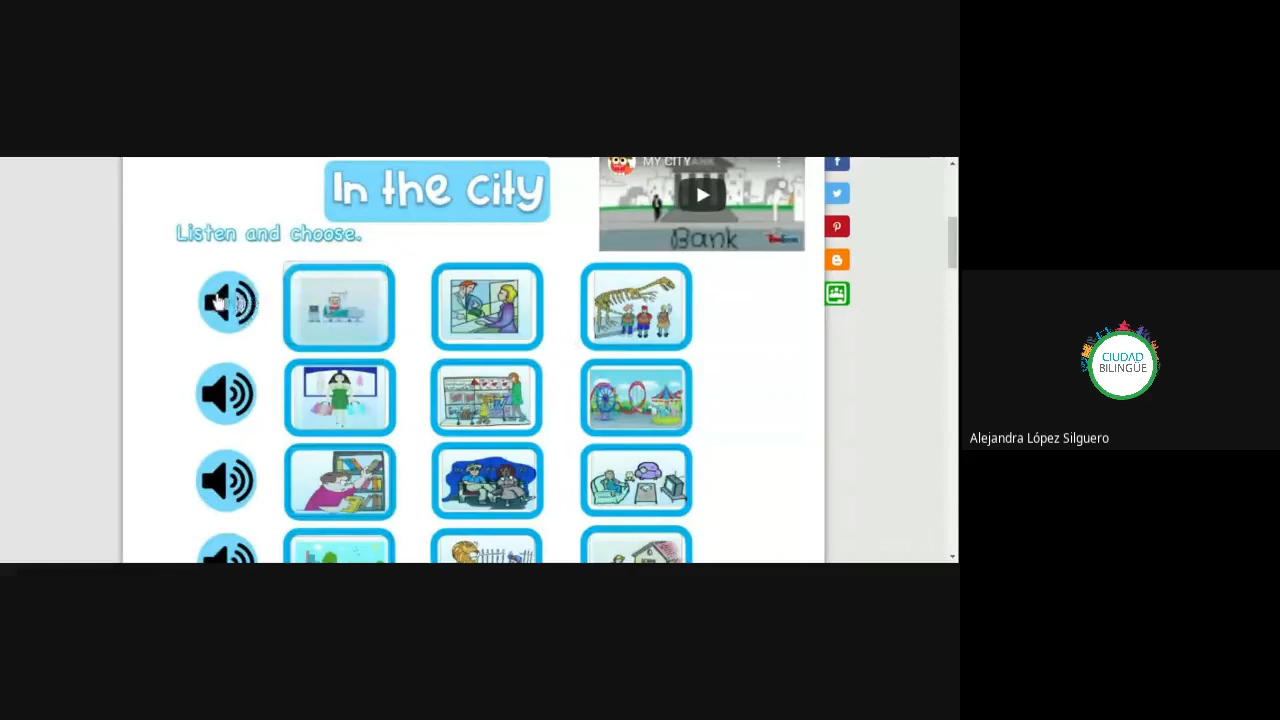 In the city
MY CITY
Bank
Listen and choose.
CIUDAD
BILINGÜE
Alejandra López Silguero